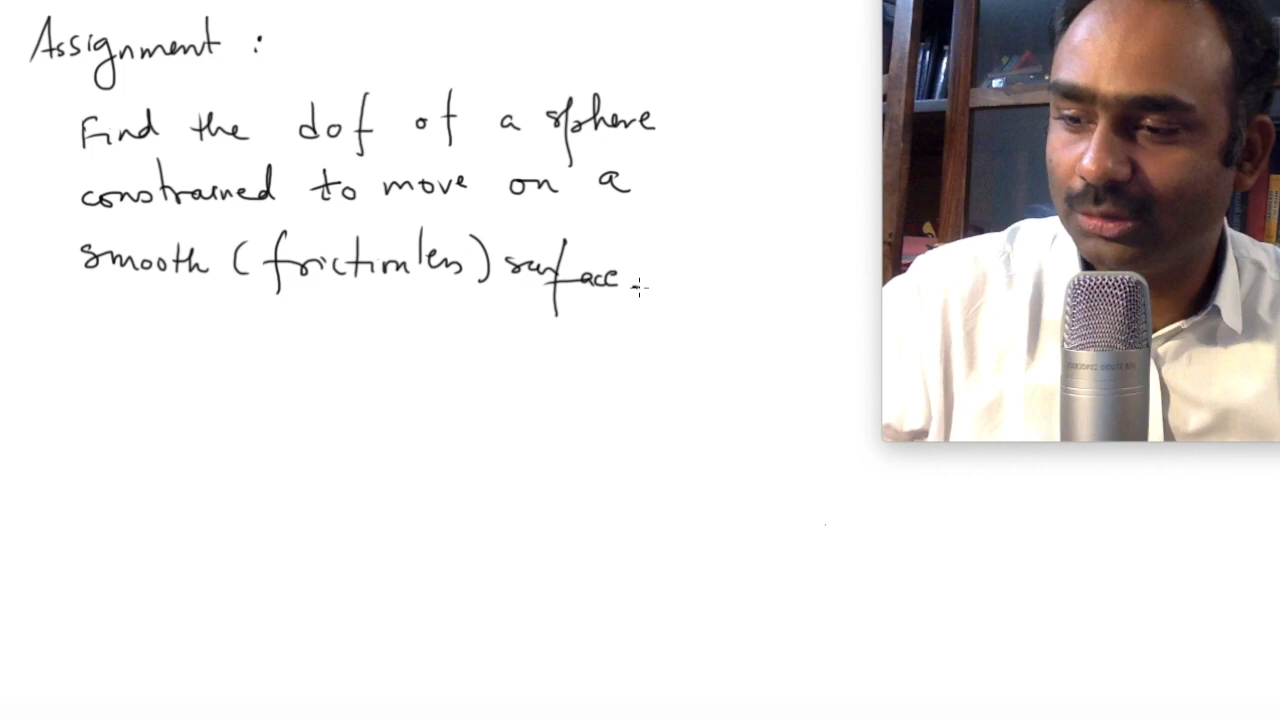 Assignment :
Find the dof of a sphere
constrained to move on a
smooth (frictionless) surface.